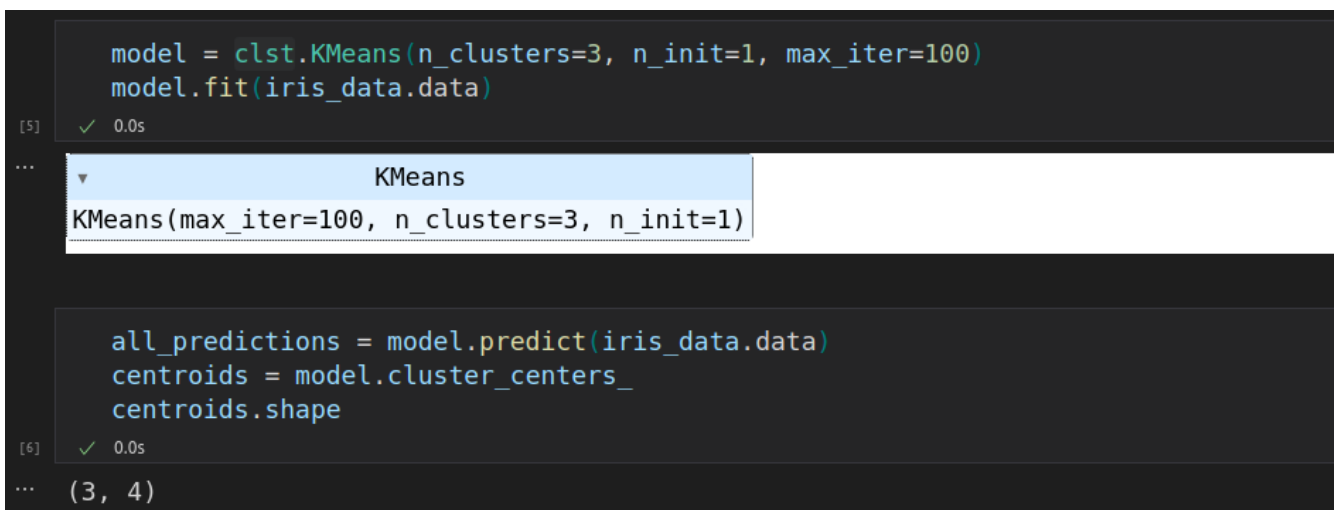 model = clst.KMeans(n_clusters=3, n_init=1, max_iter=100)
model.fit(iris_data.data)
[5] ✓ 0.0s
... ▼ KMeans
KMeans(max_iter=100, n_clusters=3, n_init=1)
all_predictions = model.predict(iris_data.data)
centroids = model.cluster_centers_
centroids.shape
[6] ✓ 0.0s
... (3, 4)